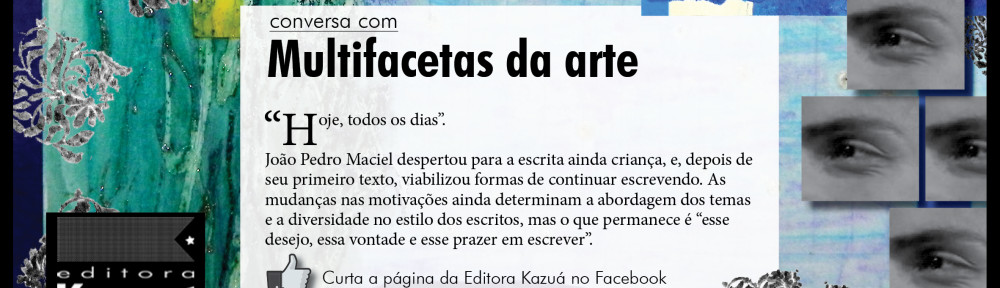 conversa com
Multifacetas da arte
“Hoje, todos os dias”.
João Pedro Maciel despertou para a escrita ainda criança, e, depois de
seu primeiro texto, viabilizou formas de continuar escrevendo. As
mudanças nas motivações ainda determinam a abordagem dos temas
e a diversidade no estilo dos escritos, mas o que permanece é “esse
desejo, essa vontade e esse prazer em escrever”.
editora
Curta a página da Editora Kazuá no Facebook